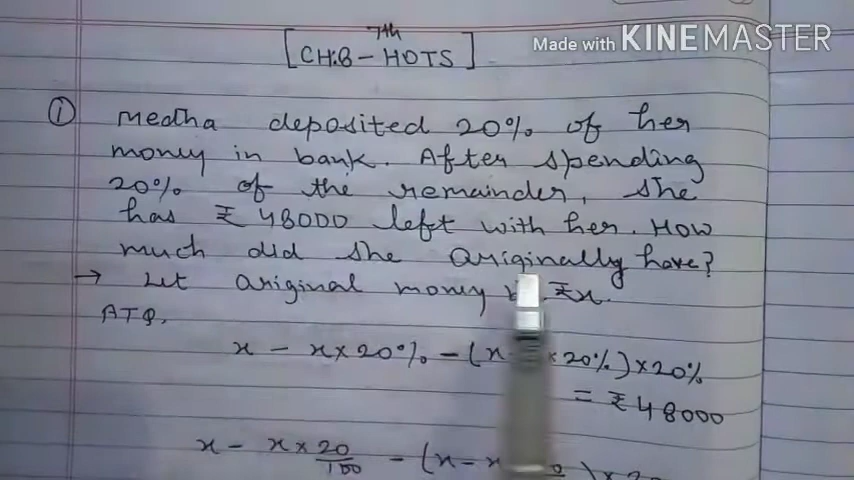 Made with KINEMASTER
7th
[CH:8 - HOTS]
① Medha deposited 20% of her
money in bank. After spending
20% of the remainder, she
has ₹ 48000 left with her. How
much did she originally have?
→ Let original money ₹x.
ATQ,
x - x × 20% - (x × 20%) × 20%
= ₹ 48000
x - x × 20/100 - (x - x